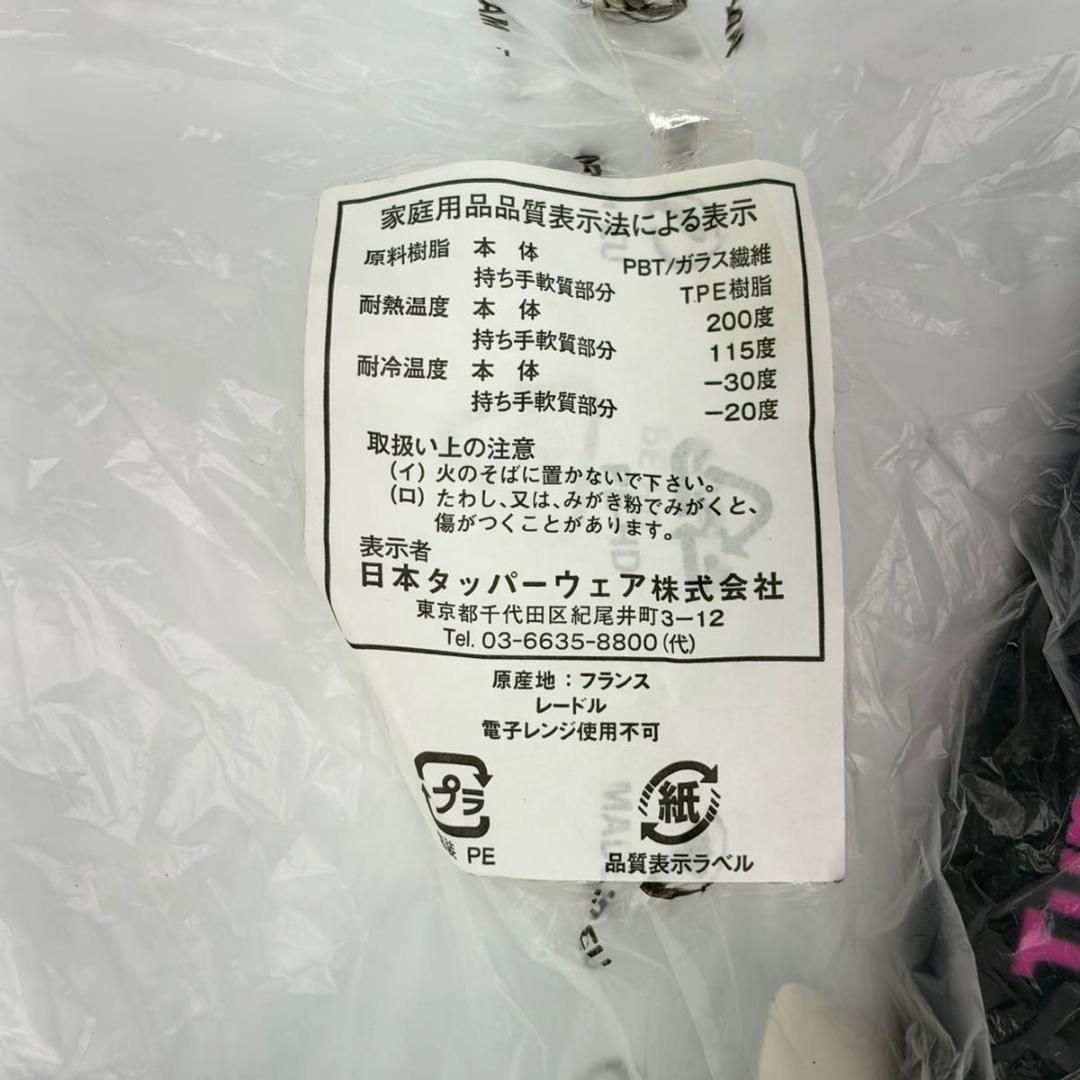 家庭用品品質表示法による表示
原料樹脂 本 体 PBT/ガラス繊維
持ち手軟質部分 T.P.E樹脂
耐熱温度 本 体 200度
持ち手軟質部分 115度
耐冷温度 本 体 −30度
持ち手軟質部分 −20度
取扱い上の注意
(イ) 火のそばに置かないで下さい。
(ロ) たわし、又は、みがき粉でみがくと、
傷がつくことがあります。
表示者
日本タッパーウェア株式会社
東京都千代田区紀尾井町3−12
Tel. 03-6635-8800 (代)
原産地：フランス
レードル
電子レンジ使用不可
プラ
PE
紙
品質表示ラベル